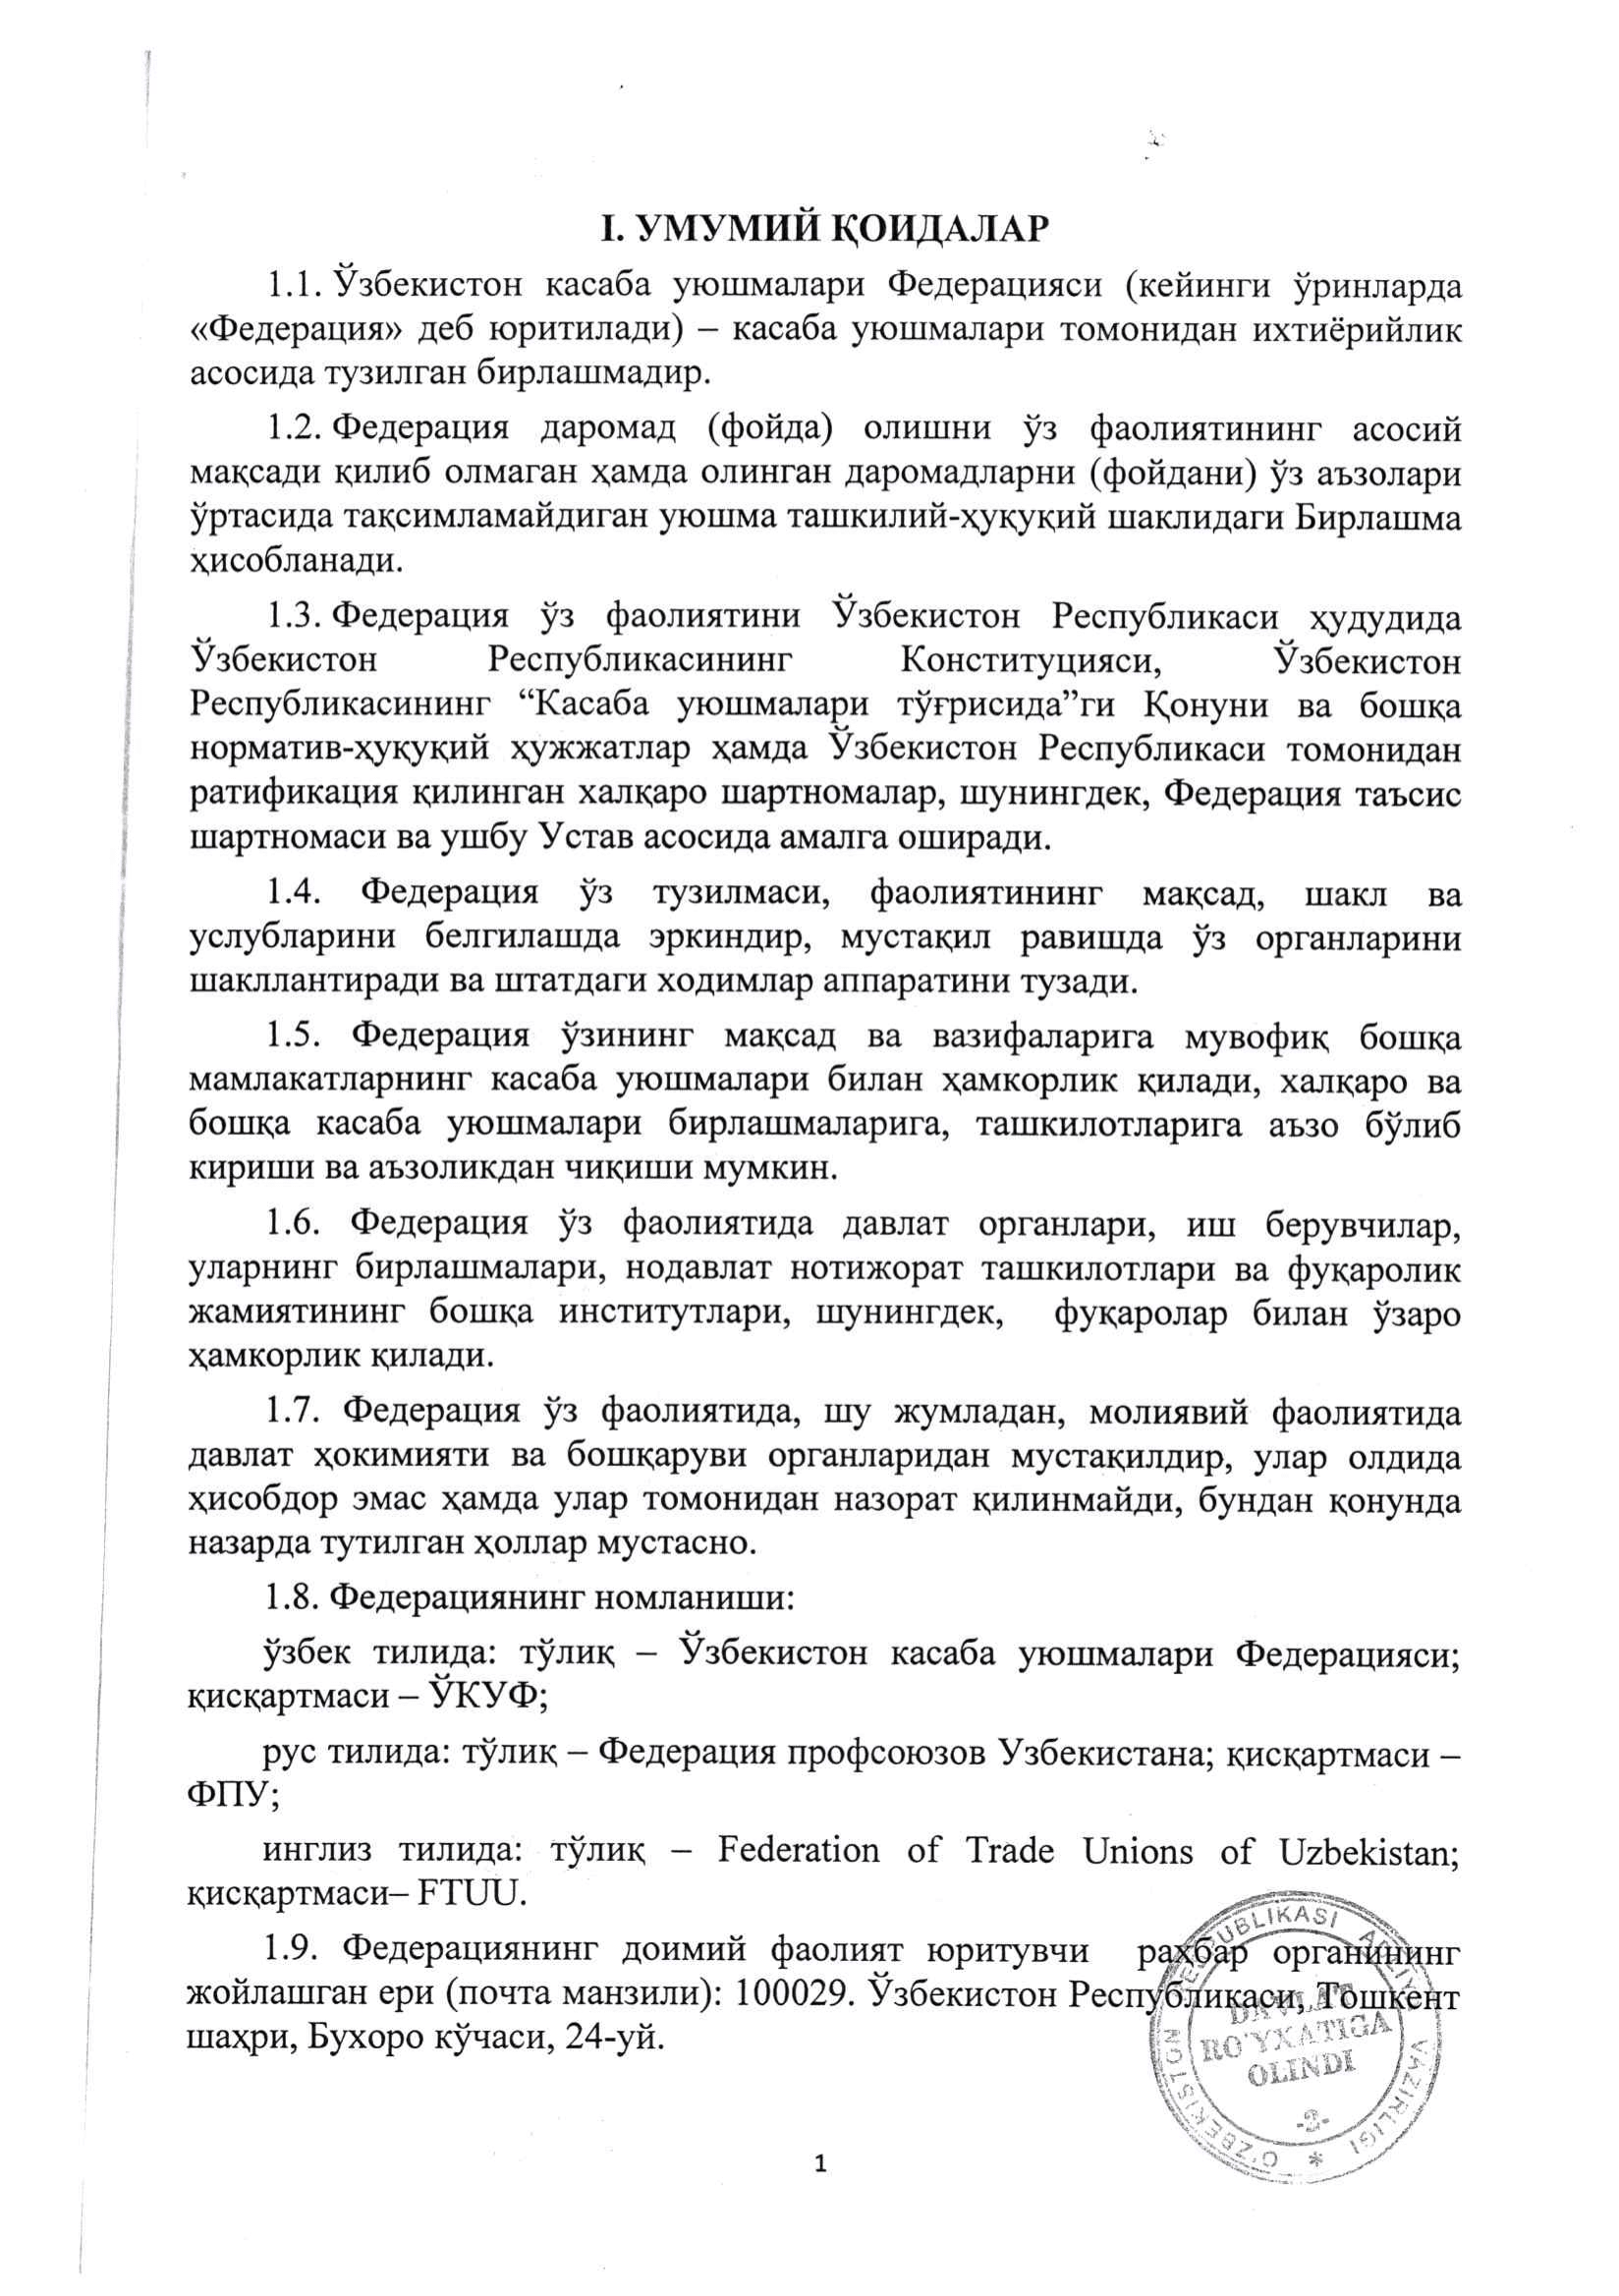 I. УМУМИЙ ҚОИДАЛАР
1.1. Ўзбекистон касаба уюшмалари Федерацияси (кейинги ўринларда
«Федерация» деб юритилади) – касаба уюшмалари томонидан ихтиёрийлик
асосида тузилган бирлашмадир.
1.2. Федерация даромад (фойда) олишни ўз фаолиятининг асосий
мақсади қилиб олмаган ҳамда олинган даромадларни (фойдани) ўз аъзолари
ўртасида тақсимламайдиган уюшма ташкилий-ҳуқуқий шаклидаги Бирлашма
ҳисобланади.
1.3. Федерация ўз фаолиятини Ўзбекистон Республикаси ҳудудида
Ўзбекистон Республикасининг Конституцияси, Ўзбекистон
Республикасининг “Касаба уюшмалари тўғрисида”ги Қонуни ва бошқа
норматив-ҳуқуқий ҳужжатлар ҳамда Ўзбекистон Республикаси томонидан
ратификация қилинган халқаро шартномалар, шунингдек, Федерация таъсис
шартномаси ва ушбу Устав асосида амалга оширади.
1.4. Федерация ўз тузилмаси, фаолиятининг мақсад, шакл ва
услубларини белгилашда эркиндир, мустақил равишда ўз органларини
шакллантиради ва штатдаги ходимлар аппаратини тузади.
1.5. Федерация ўзининг мақсад ва вазифаларига мувофиқ бошқа
мамлакатларнинг касаба уюшмалари билан ҳамкорлик қилади, халқаро ва
бошқа касаба уюшмалари бирлашмаларига, ташкилотларига аъзо бўлиб
кириши ва аъзоликдан чиқиши мумкин.
1.6. Федерация ўз фаолиятида давлат органлари, иш берувчилар,
уларнинг бирлашмалари, нодавлат нотижорат ташкилотлари ва фуқаролик
жамиятининг бошқа институтлари, шунингдек, фуқаролар билан ўзаро
ҳамкорлик қилади.
1.7. Федерация ўз фаолиятида, шу жумладан, молиявий фаолиятида
давлат ҳокимияти ва бошқаруви органларидан мустақилдир, улар олдида
ҳисобдор эмас ҳамда улар томонидан назорат қилинмайди, бундан қонунда
назарда тутилган ҳоллар мустасно.
1.8. Федерациянинг номланиши:
ўзбек тилида: тўлиқ – Ўзбекистон касаба уюшмалари Федерацияси;
қисқартмаси – ЎКУФ;
рус тилида: тўлиқ – Федерация профсоюзов Узбекистана; қисқартмаси –
ФПУ;
инглиз тилида: тўлиқ – Federation of Trade Unions of Uzbekistan;
қисқартмаси– FTUU.
1.9. Федерациянинг доимий фаолият юритувчи раҳбар органининг
жойлашган ери (почта манзили): 100029. Ўзбекистон Республикаси, Тошкент
шаҳри, Бухоро кўчаси, 24-уй.
O'ZBEKISTON RESPUBLIKASI ADLIYA VAZIRLIGI *
DAVLAT
RO'YXATIGA
OLINDI
-2-
1